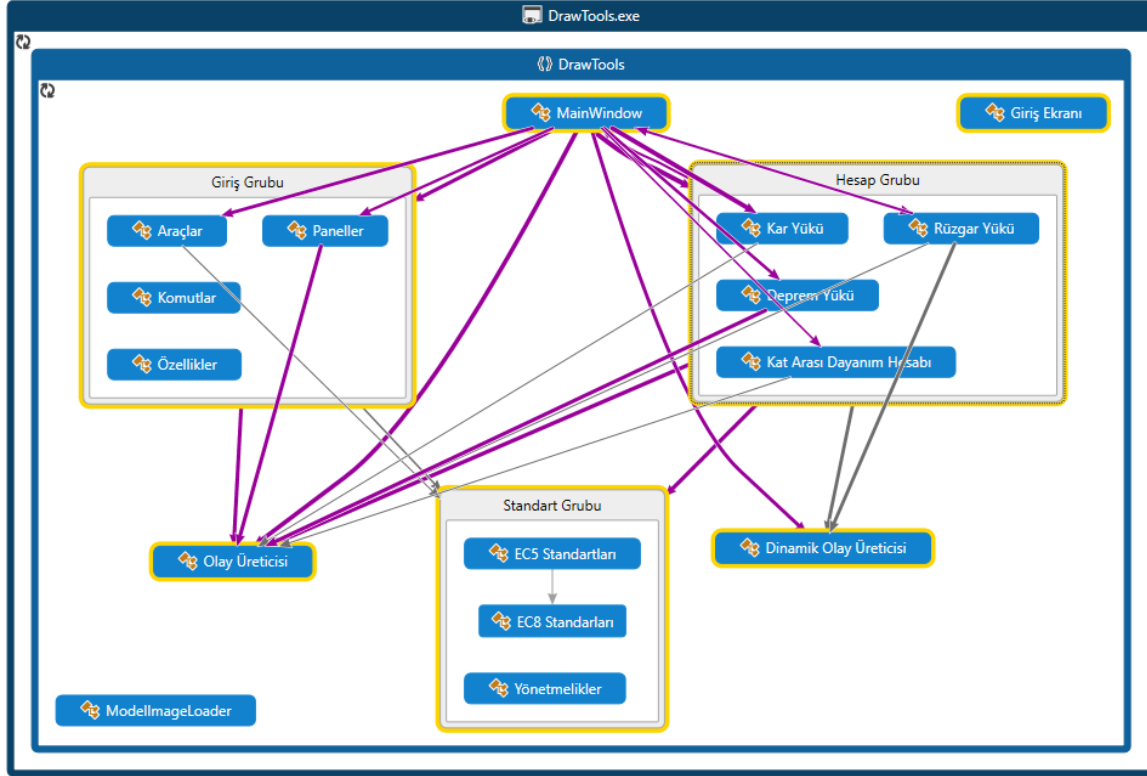 DrawTools.exe
DrawTools
MainWindow
Giriş Ekranı
Giriş Grubu
Araçlar
Paneller
Komutlar
Özellikler
Hesap Grubu
Kar Yükü
Rüzgar Yükü
Deprem Yükü
Kat Arası Dayanım Hesabı
Olay Üreticisi
Standart Grubu
EC5 Standartları
EC8 Standarları
Yönetmelikler
Dinamik Olay Üreticisi
ModelImageLoader